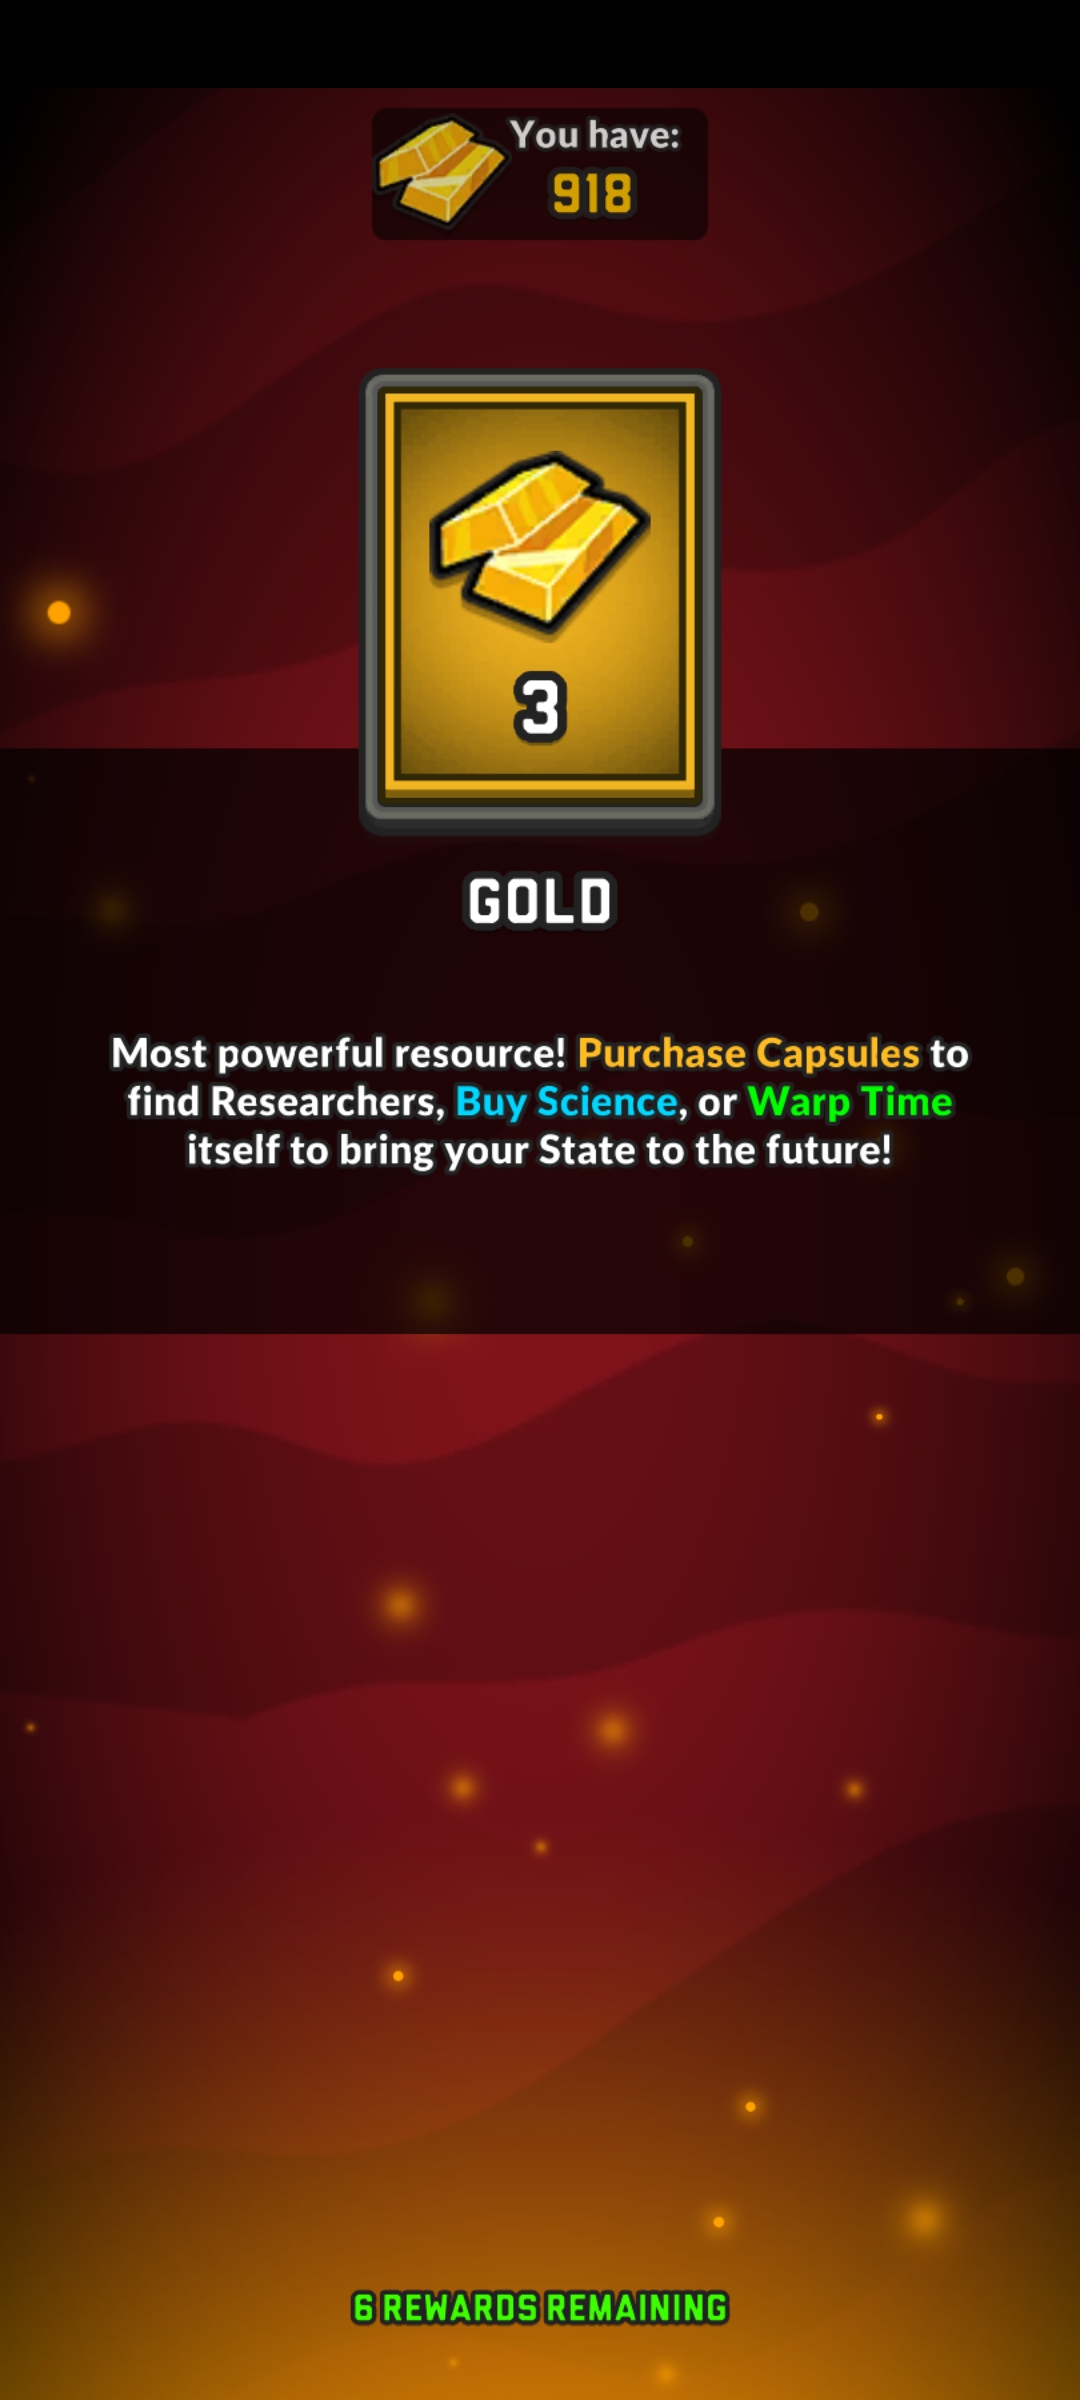 You have:
918
3
GOLD
Most powerful resource! Purchase Capsules to
find Researchers, Buy Science, or Warp Time
itself to bring your State to the future!
6 REWARDS REMAINING